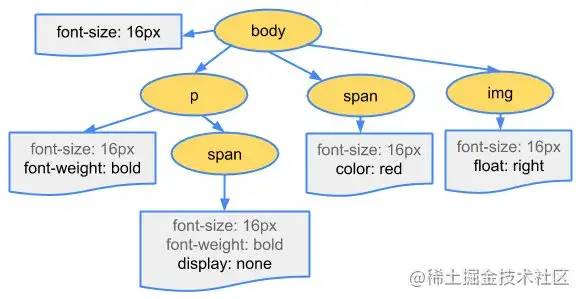 font-size: 16px
body
p
span
img
font-size: 16px
font-weight: bold
span
font-size: 16px
color: red
font-size: 16px
float: right
font-size: 16px
font-weight: bold
display: none
@稀土掘金技术社区